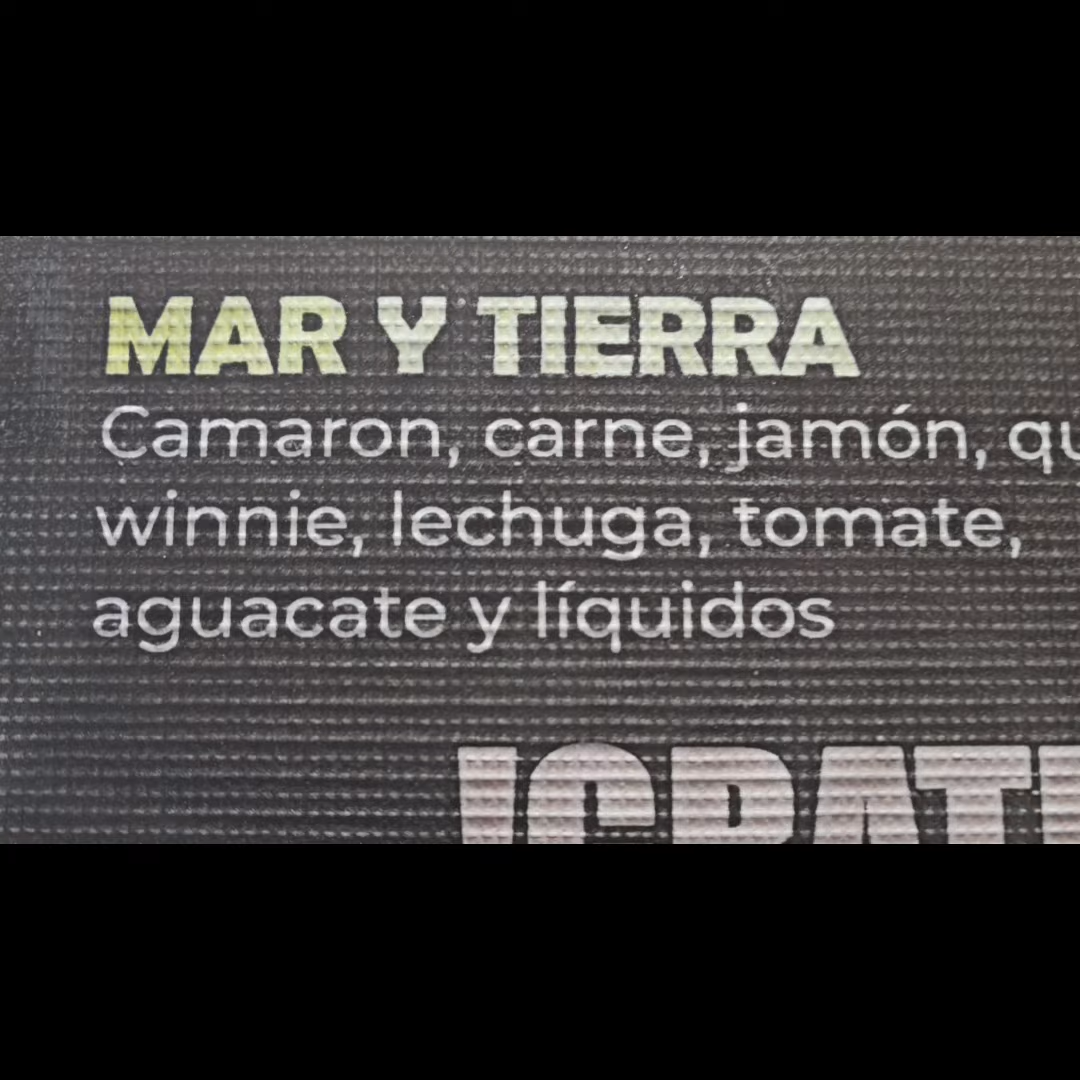 MAR Y TIERRA
Camaron, carne, jamón,
winnie, lechuga, tomate,
aguacate y líquidos